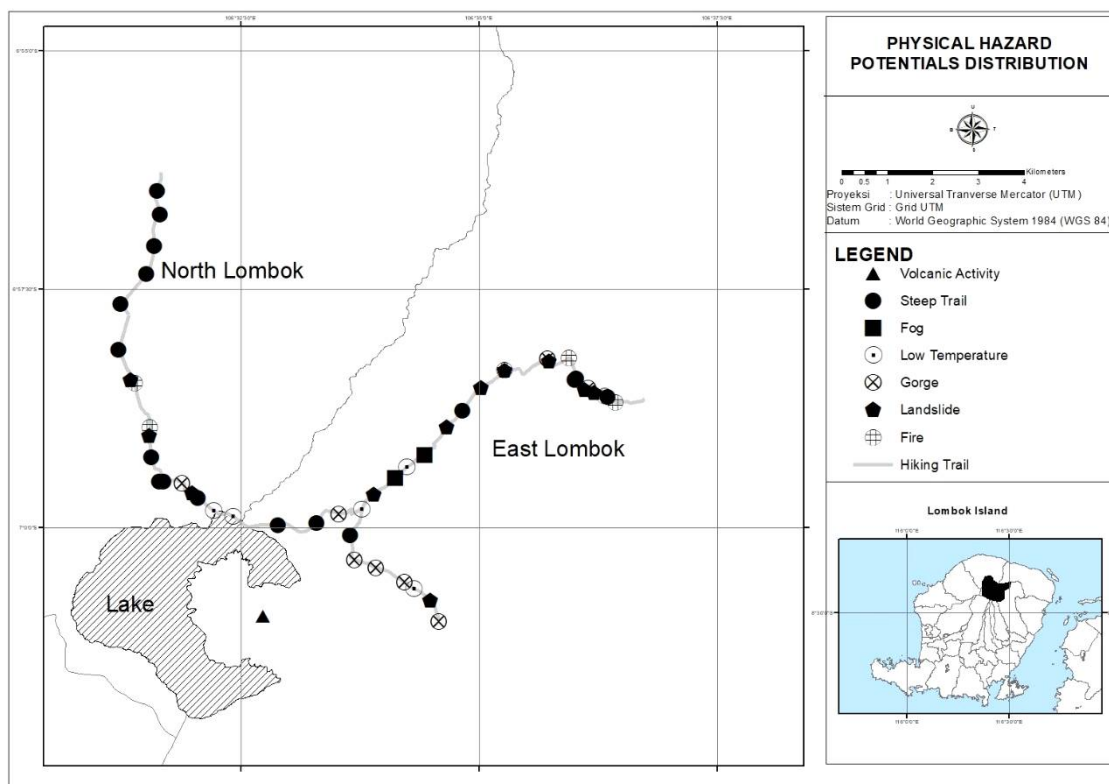 PHYSICAL HAZARD
POTENTIALS DISTRIBUTION
Kilometers
0 0.5 1 2 3 4
Proyeksi : Universal Tranverse Mercator (UTM)
Sistem Grid : Grid UTM
Datum : World Geographic System 1984 (WGS 84)
LEGEND
Volcanic Activity
Steep Trail
Fog
Low Temperature
Gorge
Landslide
Fire
Hiking Trail
Lombok Island
North Lombok
East Lombok
Lake